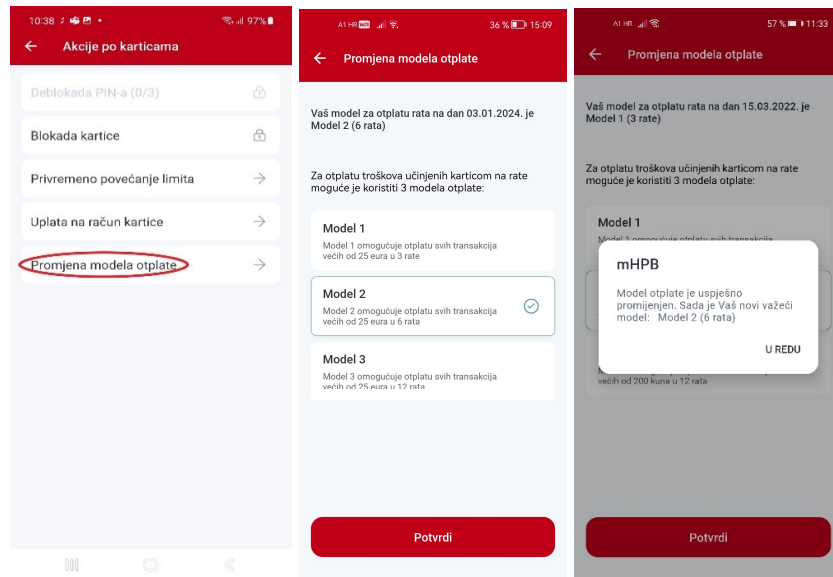 10:38
97%
Akcije po karticama
Deblokada PIN-a (0/3)
Blokada kartice
Privremeno povećanje limita
Uplata na račun kartice
Promjena modela otplate
A1 HR
36 %
15:09
Promjena modela otplate
Vaš model za otplatu rata na dan 03.01.2024. je
Model 2 (6 rata)
Za otplatu troškova učinjenih karticom na rate
moguće je koristiti 3 modela otplate:
Model 1
Model 1 omogućuje otplatu svih transakcija
većih od 25 eura u 3 rate
Model 2
Model 2 omogućuje otplatu svih transakcija
većih od 25 eura u 6 rata
Model 3
Model 3 omogućuje otplatu svih transakcija
većih od 25 eura u 12 rata
Potvrdi
A1 HR
57 %
11:33
Promjena modela otplate
Vaš model za otplatu rata na dan 15.03.2022. je
Model 1 (3 rate)
Za otplatu troškova učinjenih karticom na rate
moguće je koristiti 3 modela otplate:
Model 1
Model 1 omogućuje otplatu svih transakcija
mHPB
Model otplate je uspješno
promijenjen. Sada je Vaš novi važeći
model: Model 2 (6 rata)
U REDU
većih od 200 kuna u 12 rata
Potvrdi